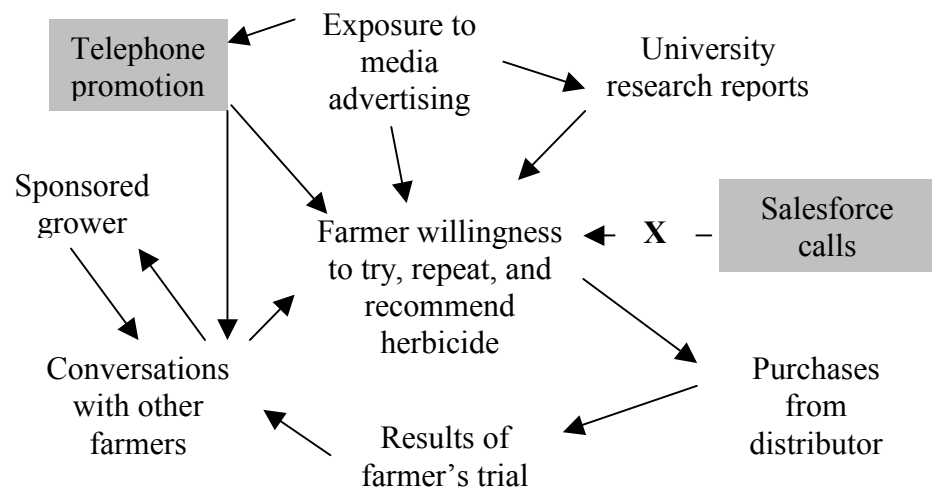 Telephone
promotion
Exposure to
media
advertising
University
research reports
Sponsored
grower
Farmer willingness
to try, repeat, and
recommend
herbicide
X
Salesforce
calls
Conversations
with other
farmers
Results of
farmer’s trial
Purchases
from
distributor